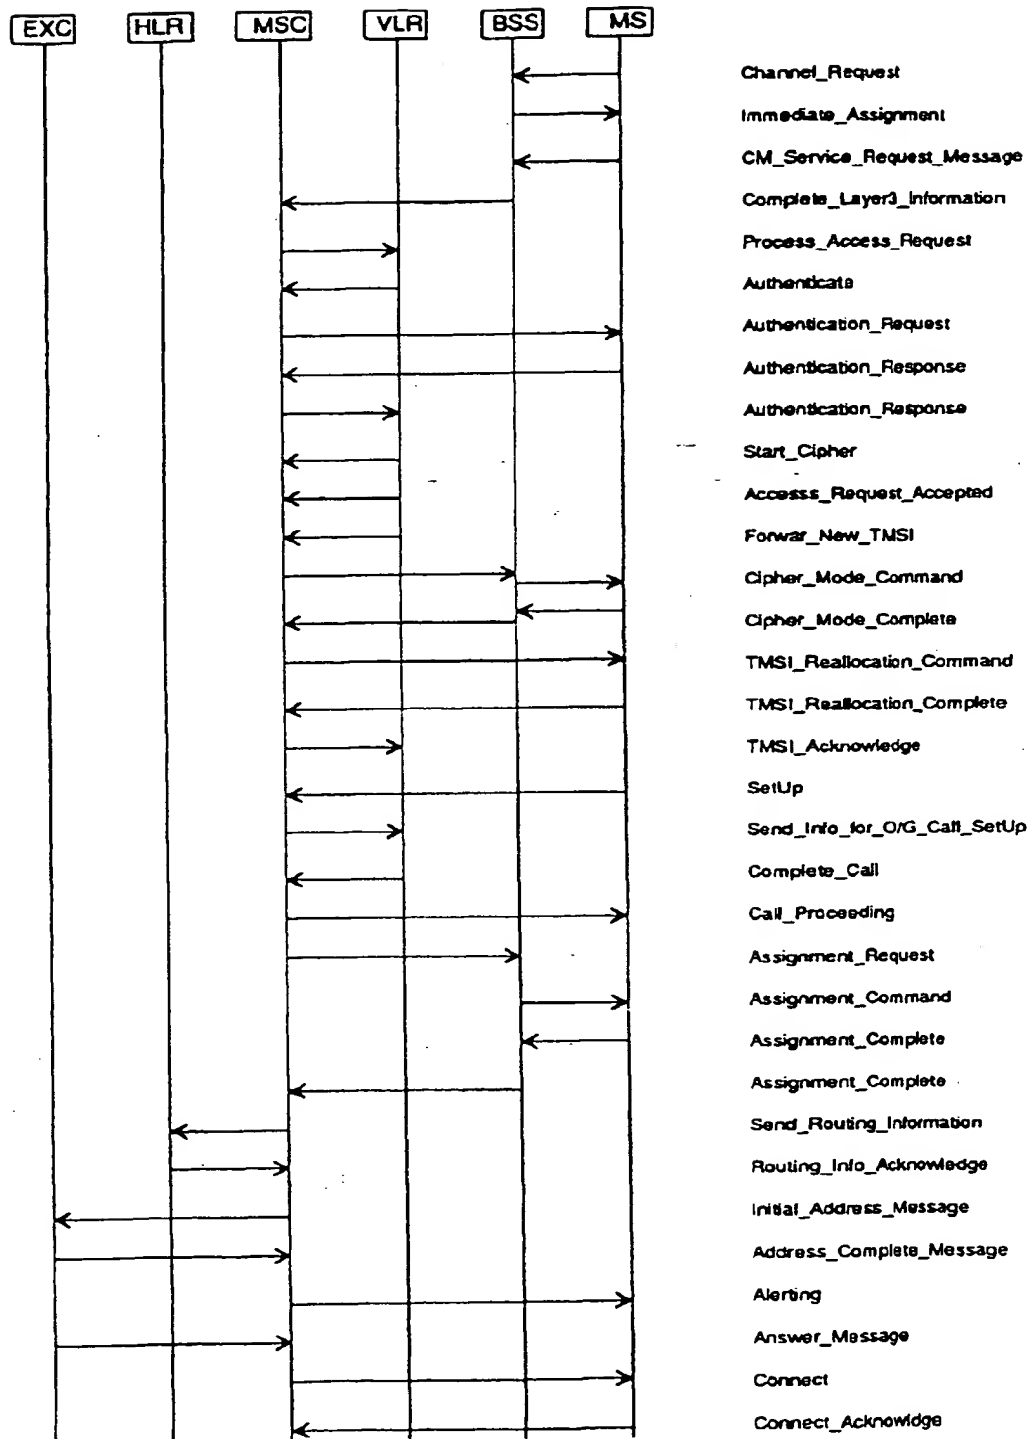 EXC HLR MSC VLR BSS MS
Channel_Request
Immediate_Assignment
CM_Service_Request_Message
Complete_Layer3_Information
Process_Access_Request
Authenticate
Authentication_Request
Authentication_Response
Authentication_Response
Start_Cipher
Accesss_Request_Accepted
Forwar_New_TMSI
Cipher_Mode_Command
Cipher_Mode_Complete
TMSI_Reallocation_Command
TMSI_Reallocation_Complete
TMSI_Acknowledge
SetUp
Send_Info_for_O/G_Call_SetUp
Complete_Call
Call_Proceeding
Assignment_Request
Assignment_Command
Assignment_Complete
Assignment_Complete
Send_Routing_Information
Routing_Info_Acknowledge
Initial_Address_Message
Address_Complete_Message
Alerting
Answer_Message
Connect
Connect_Acknowldge